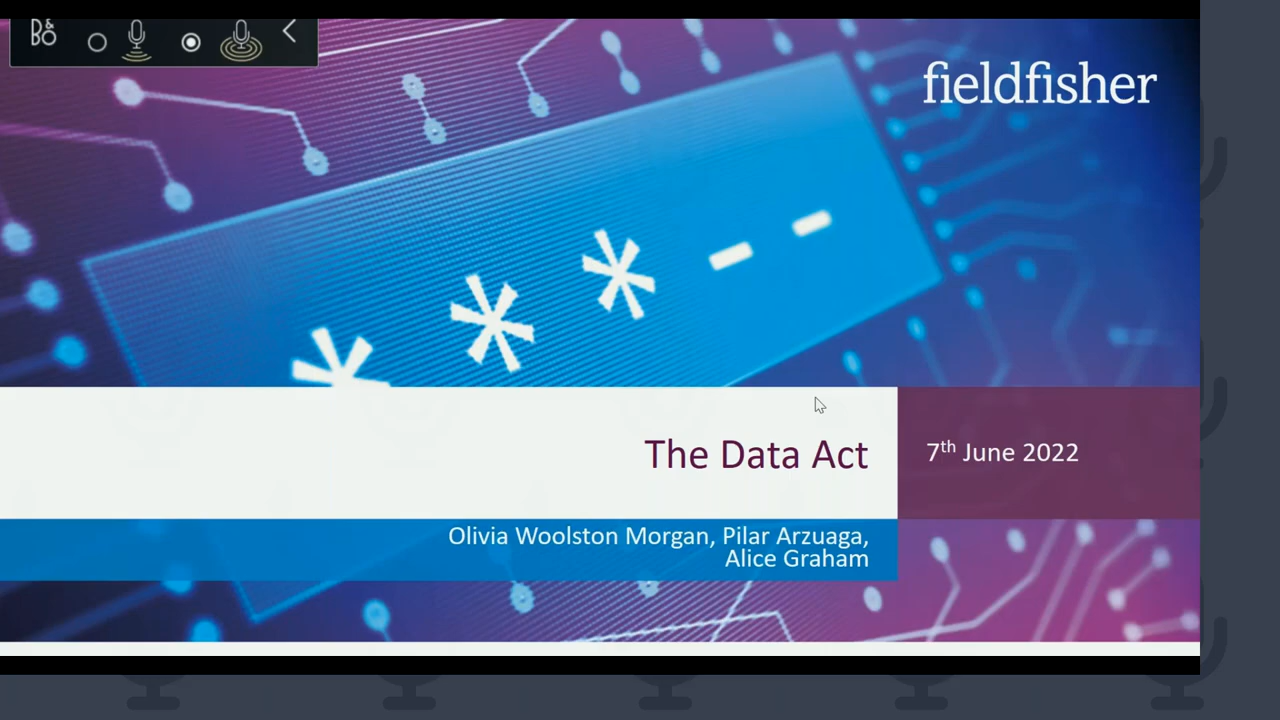 fieldfisher
The Data Act
7th June 2022
Olivia Woolston Morgan, Pilar Arzuaga,
Alice Graham